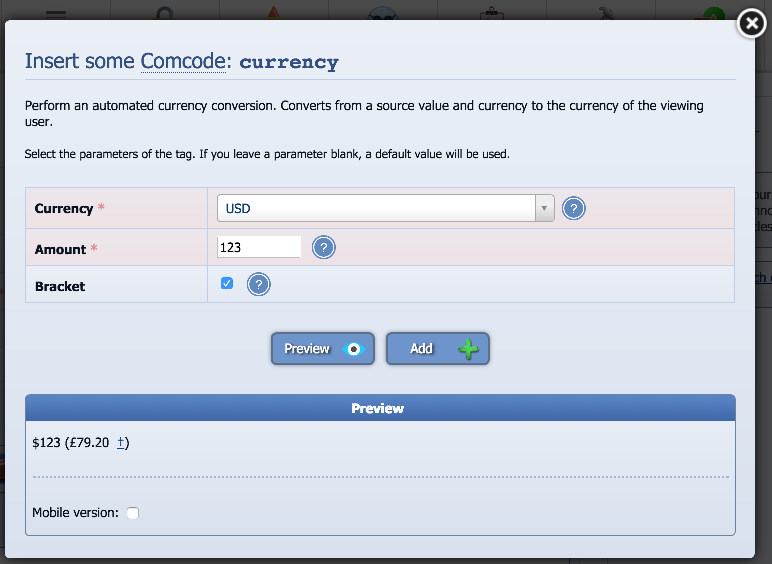 Insert some Comcode: currency
Perform an automated currency conversion. Converts from a source value and currency to the currency of the viewing
user.
Select the parameters of the tag. If you leave a parameter blank, a default value will be used.
Currency *
USD
?
Amount *
123
?
Bracket
?
Preview
Add
Preview
$123 (£79.20 †)
Mobile version: